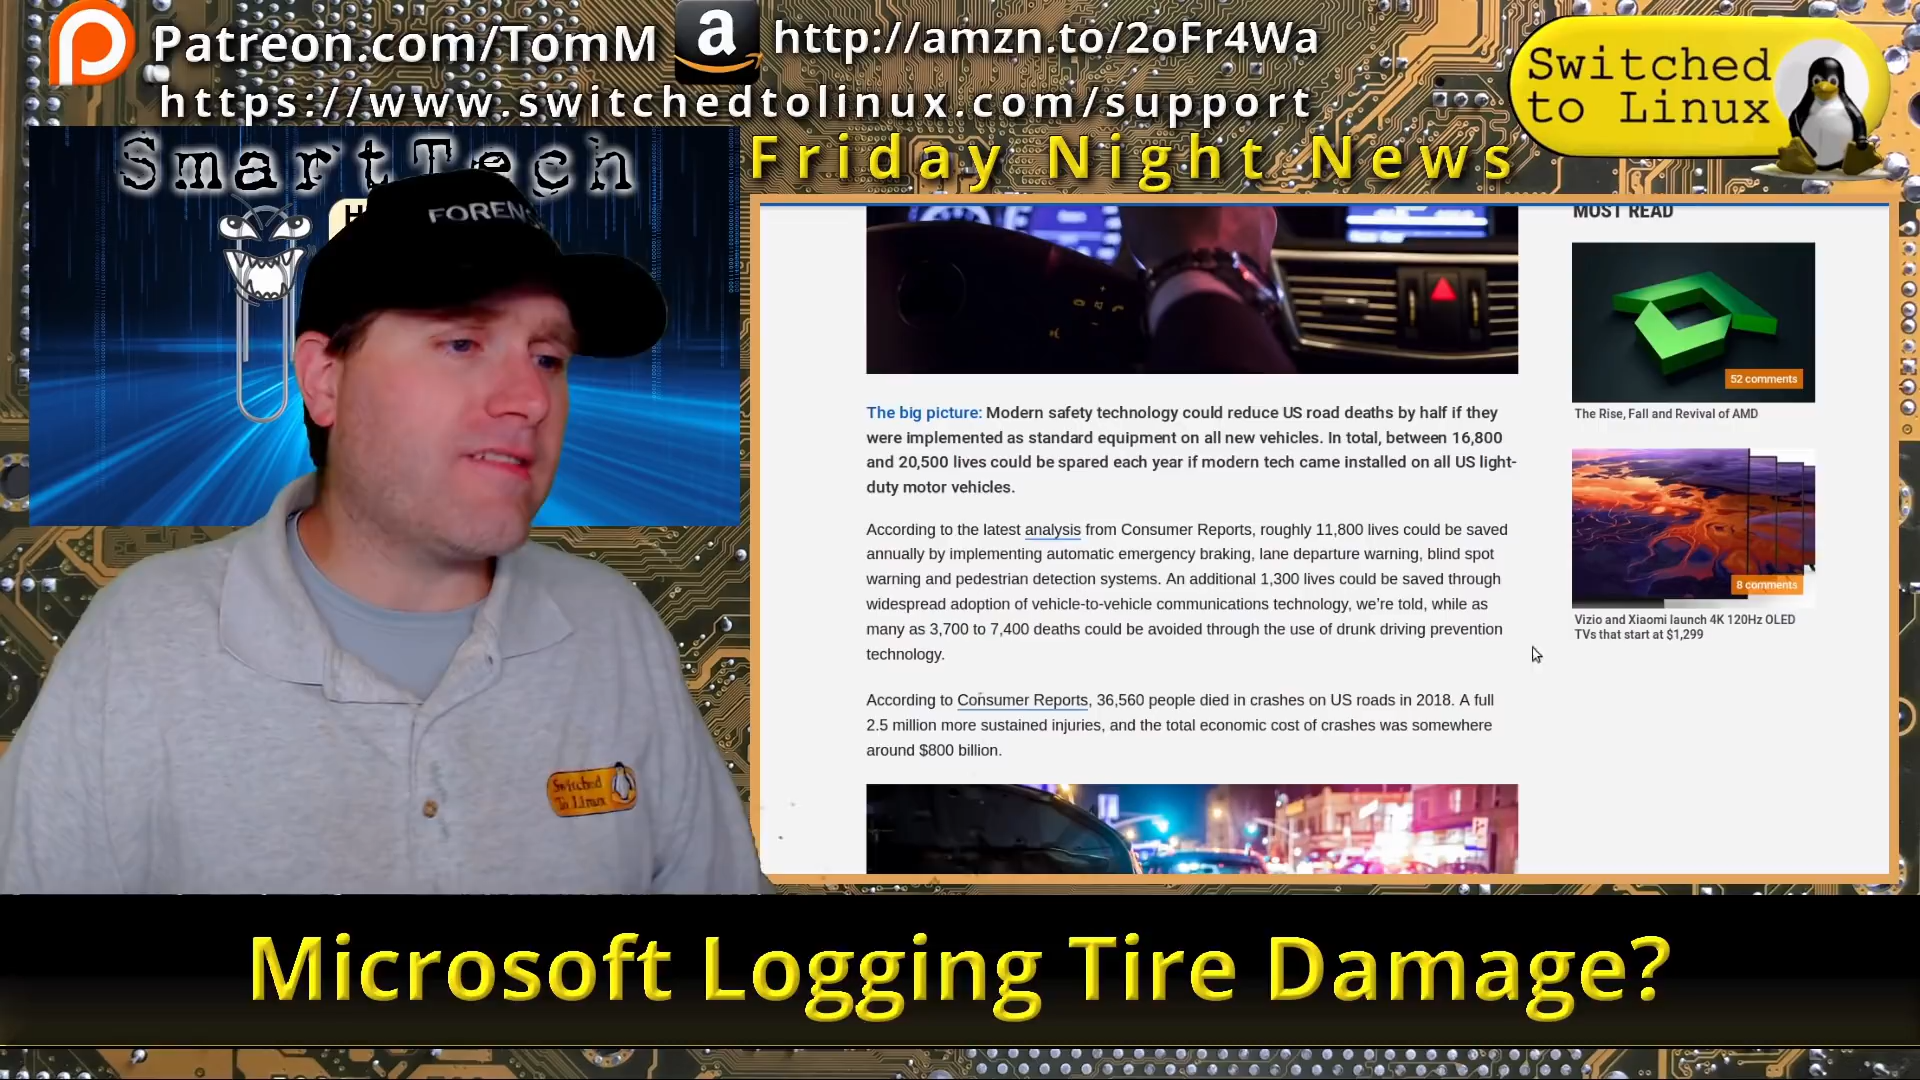 Patreon.com/TomM
a
http://amzn.to/2oFr4Wa
https://www.switchedtolinux.com/support
Switched
to Linux
SmartTech
Friday Night News
H
FORENS
MOST READ
52 comments
The Rise, Fall and Revival of AMD
8 comments
Vizio and Xiaomi launch 4K 120Hz OLED
TVs that start at $1,299
The big picture: Modern safety technology could reduce US road deaths by half if they
were implemented as standard equipment on all new vehicles. In total, between 16,800
and 20,500 lives could be spared each year if modern tech came installed on all US light-
duty motor vehicles.
According to the latest analysis from Consumer Reports, roughly 11,800 lives could be saved
annually by implementing automatic emergency braking, lane departure warning, blind spot
warning and pedestrian detection systems. An additional 1,300 lives could be saved through
widespread adoption of vehicle-to-vehicle communications technology, we're told, while as
many as 3,700 to 7,400 deaths could be avoided through the use of drunk driving prevention
technology.
According to Consumer Reports, 36,560 people died in crashes on US roads in 2018. A full
2.5 million more sustained injuries, and the total economic cost of crashes was somewhere
around $800 billion.
Switched
To Linux
Microsoft Logging Tire Damage?